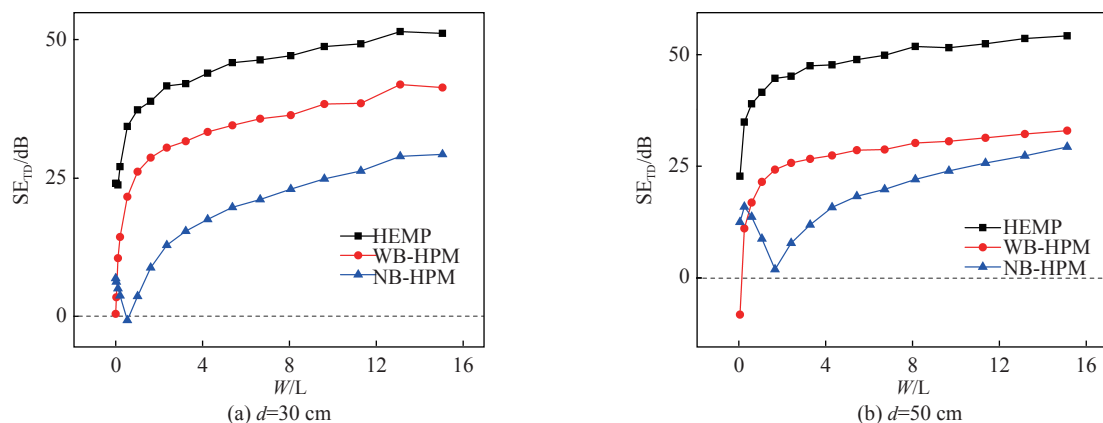 50
25
0
SE_TD/dB
HEMP
WB-HPM
NB-HPM
0 4 8 12 16
W/L
(a) d=30 cm
50
25
0
SE_TD/dB
HEMP
WB-HPM
NB-HPM
0 4 8 12 16
W/L
(b) d=50 cm